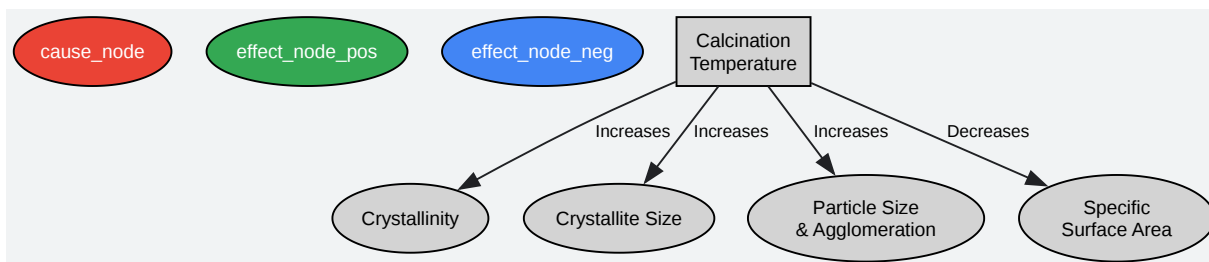 cause_node
effect_node_pos
effect_node_neg
Calcination
Temperature
Increases
Increases
Increases
Decreases
Crystallinity
Crystallite Size
Particle Size
& Agglomeration
Specific
Surface Area